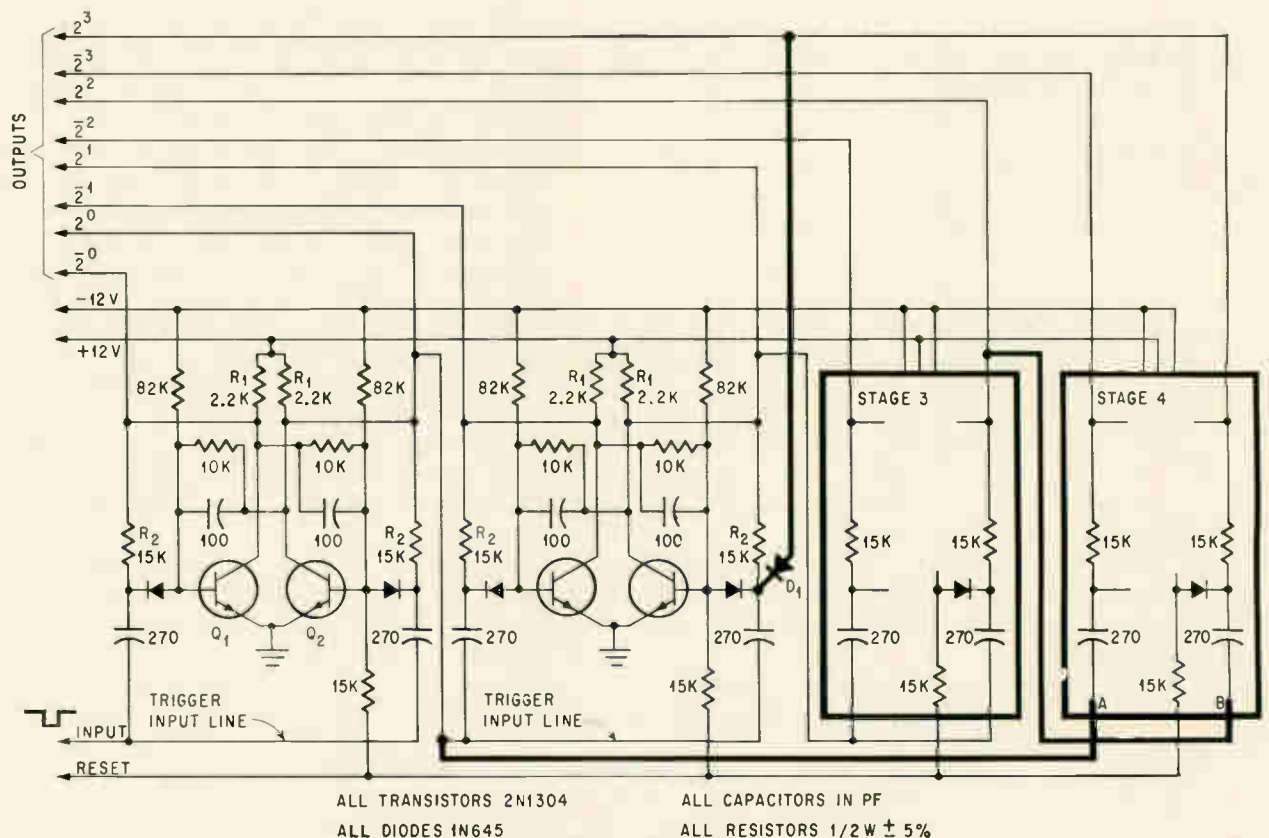 OUTPUTS
2³
2̄³
2²
2̄²
2¹
2̄¹
2⁰
2̄⁰
-12 V
+12V
82K
R₁
2.2K
R₁
2.2K
82K
82K
R₁
2.2K
R₁
2.2K
82K
STAGE 3
STAGE 4
10K
10K
10K
10K
100
100
100
100
R₂
15K
R₂
15K
R₂
15K
R₂
15K
15K
15K
15K
15K
D₁
Q₁
Q₂
270
270
270
270
270
270
270
270
15K
15K
15K
15K
A
B
TRIGGER
INPUT LINE
TRIGGER
INPUT LINE
INPUT
RESET
ALL TRANSISTORS 2N1304
ALL CAPACITORS IN PF
ALL DIODES 1N645
ALL RESISTORS 1/2 W ± 5%